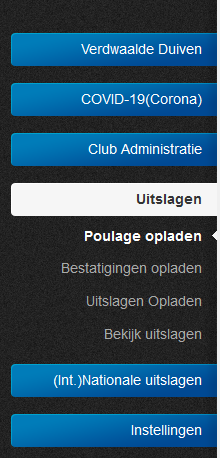 Verdwaalde Duiven
COVID-19(Corona)
Club Administratie
Uitslagen
Poulage opladen
Bestatigingen opladen
Uitslagen Opladen
Bekijk uitslagen
(Int.)Nationale uitslagen
Instellingen